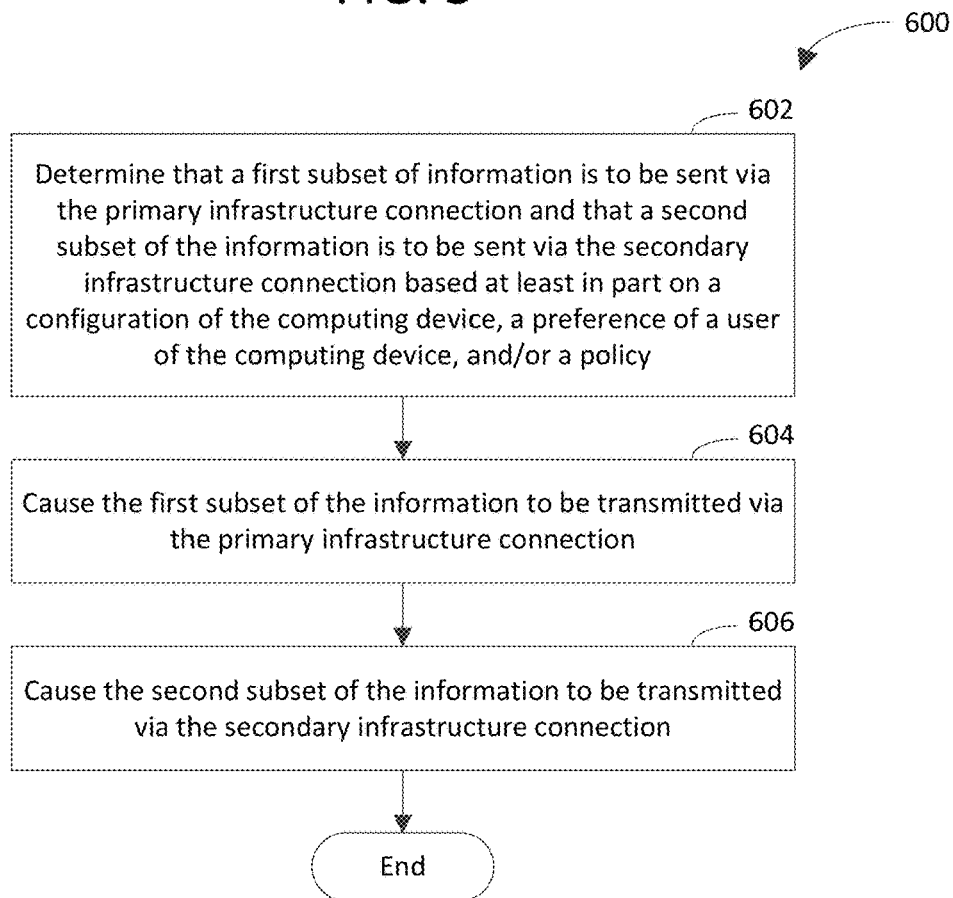 600
602
Determine that a first subset of information is to be sent via
the primary infrastructure connection and that a second
subset of the information is to be sent via the secondary
infrastructure connection based at least in part on a
configuration of the computing device, a preference of a user
of the computing device, and/or a policy
604
Cause the first subset of the information to be transmitted via
the primary infrastructure connection
606
Cause the second subset of the information to be transmitted
via the secondary infrastructure connection
End